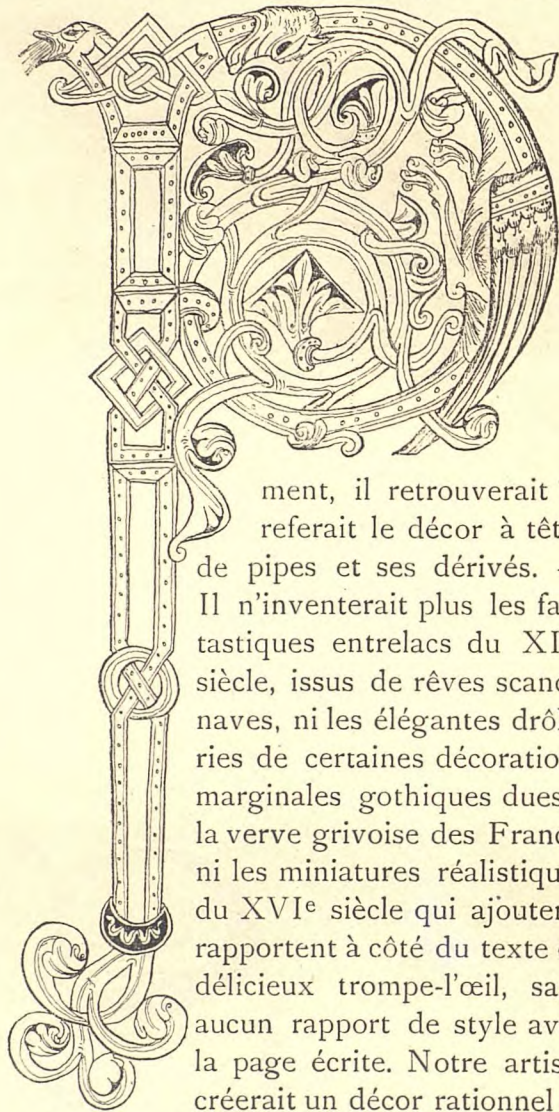 ment, il retrouverait
referait le décor à têt
de pipes et ses dérivés. -
Il n'inventerait plus les fa
tastiques entrelacs du XI
siècle, issus de rêves scand
naves, ni les élégantes drôl
ries de certaines décoratio
marginales gothiques dues
la verve grivoise des Franc
ni les miniatures réalistiqu
du XVIe siècle qui ajouten
rapportent à côté du texte
délicieux trompe-l'œil, sa
aucun rapport de style av
la page écrite. Notre artis
créerait un décor rationnel